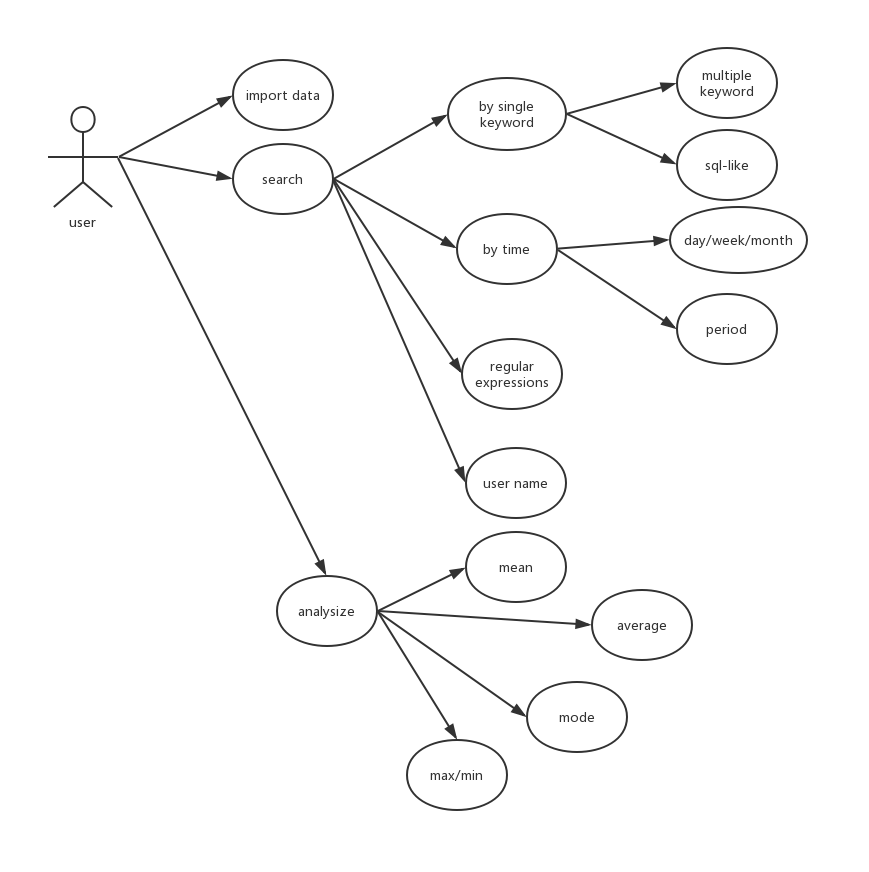 user
import data
search
by single
keyword
multiple
keyword
sql-like
by time
day/week/month
period
regular
expressions
user name
analysize
mean
average
mode
max/min